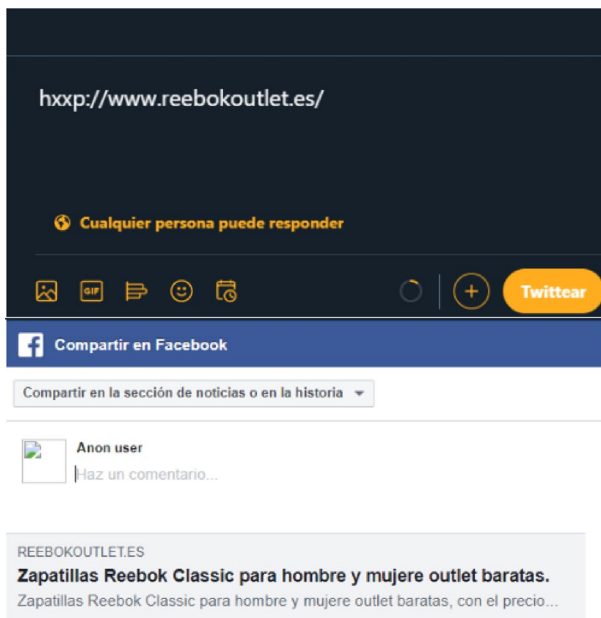 hxxp://www.reebokoutlet.es/
Cualquier persona puede responder
GIF
Twittear
Compartir en Facebook
Compartir en la sección de noticias o en la historia
Anon user
Haz un comentario...
REEBOKOUTLET.ES
Zapatillas Reebok Classic para hombre y mujere outlet baratas.
Zapatillas Reebok Classic para hombre y mujere outlet baratas, con el precio...